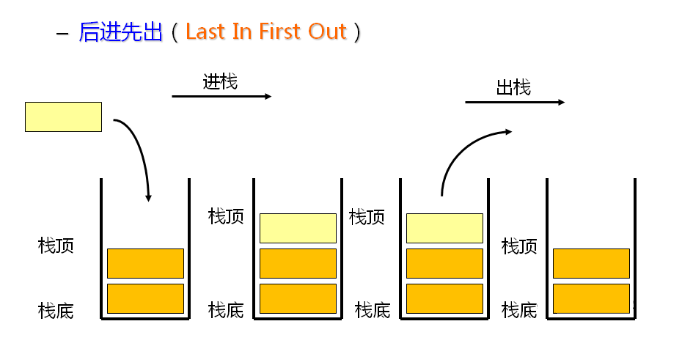 – 后进先出（Last In First Out）
进栈
出栈
栈顶 栈顶
栈顶 栈顶
栈底 栈底 栈底 栈底